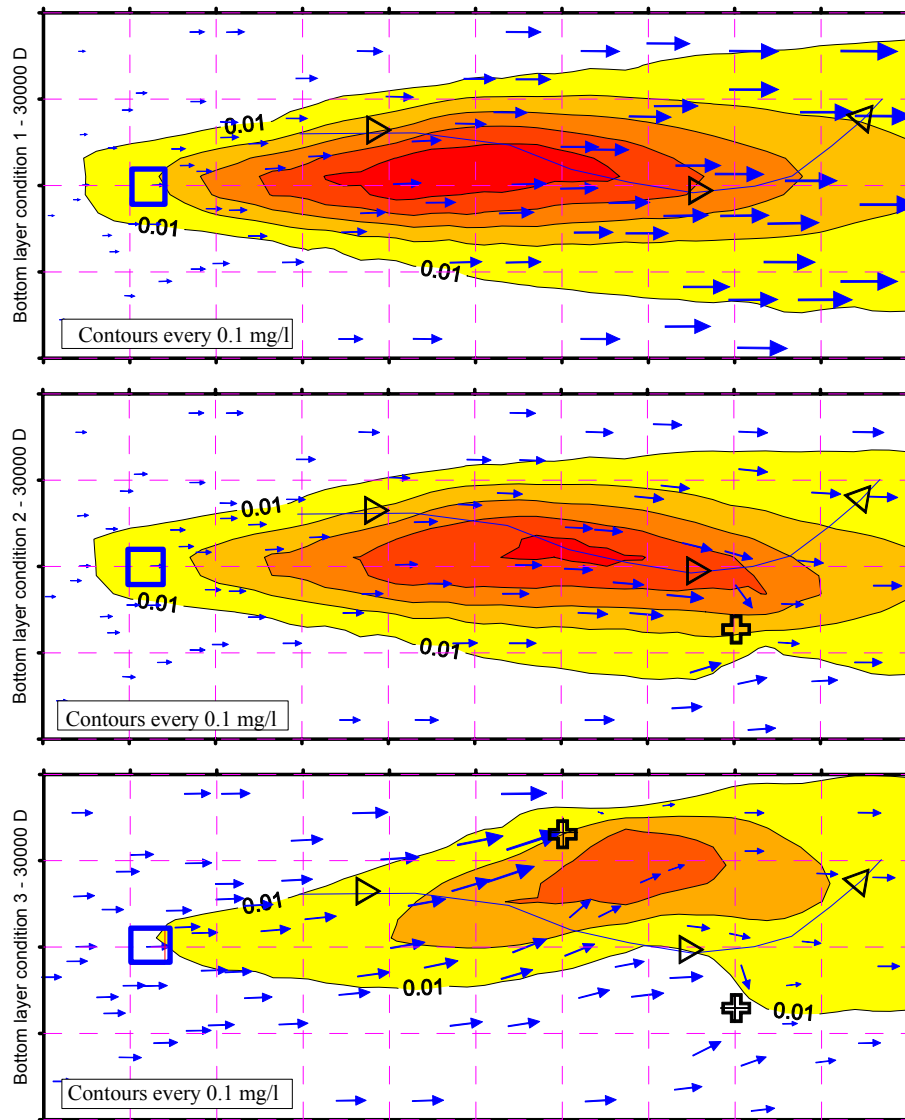 Bottom layer condition 1 - 30000 D
0.01
0.01
0.01
Contours every 0.1 mg/l
Bottom layer condition 2 - 30000 D
0.01
0.01
0.01
Contours every 0.1 mg/l
Bottom layer condition 3 - 30000 D
0.01
0.01
0.01
Contours every 0.1 mg/l